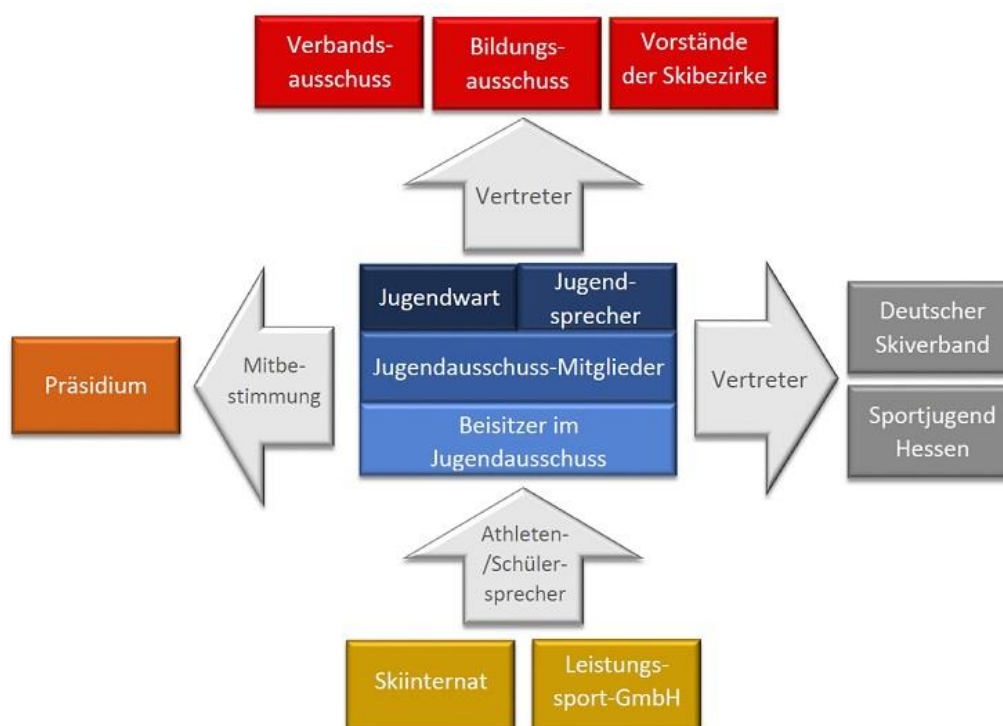 Verbands-
ausschuss
Bildungs-
ausschuss
Vorstände
der Skibezirke
Vertreter
Jugendwart
Jugend-
sprecher
Jugendausschuss-Mitglieder
Beisitzer im
Jugendausschuss
Mitbe-
stimmung
Präsidium
Vertreter
Deutscher
Skiverband
Sportjugend
Hessen
Athleten-
/Schüler-
sprecher
Skiinternat
Leistungs-
sport-GmbH